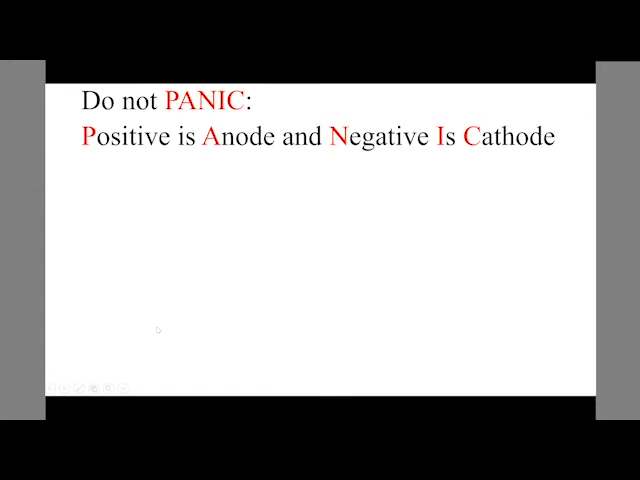 Do not PANIC:
Positive is Anode and Negative Is Cathode